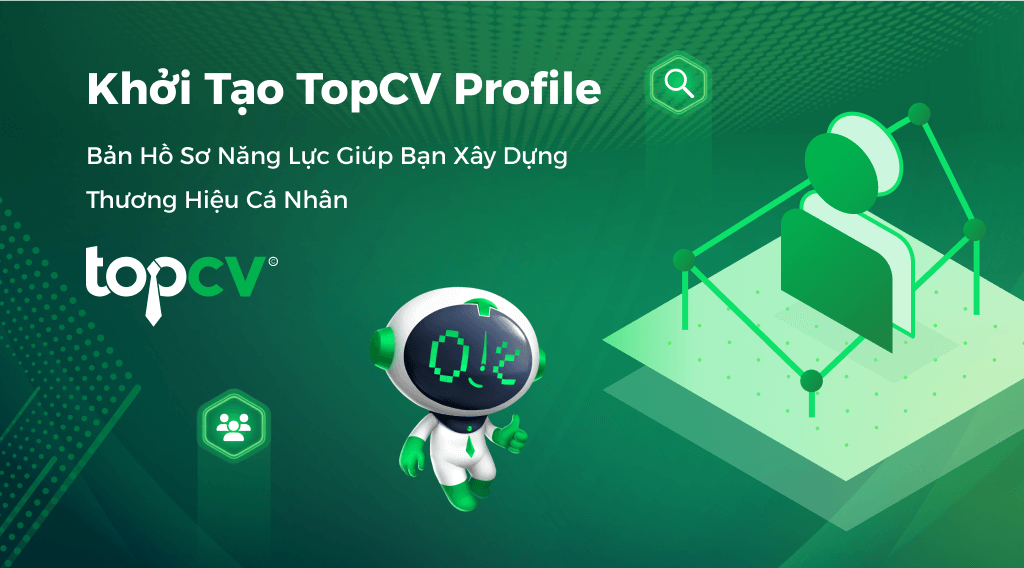 Khởi Tạo TopCV Profile
Bản Hồ Sơ Năng Lực Giúp Bạn Xây Dựng
Thương Hiệu Cá Nhân
topcv ©